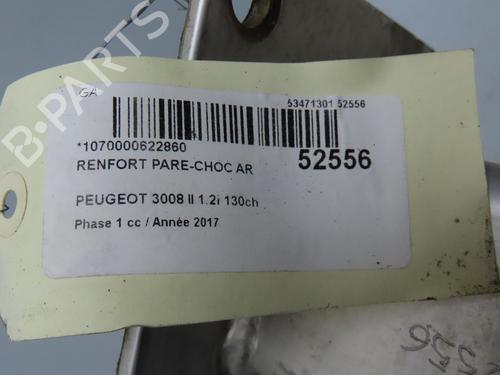 B-PARTS
GA
53471301 52556
*1070000622860
52556
RENFORT PARE-CHOC AR
PEUGEOT 3008 II 1.2i 130ch
Phase 1 cc / Année 2017